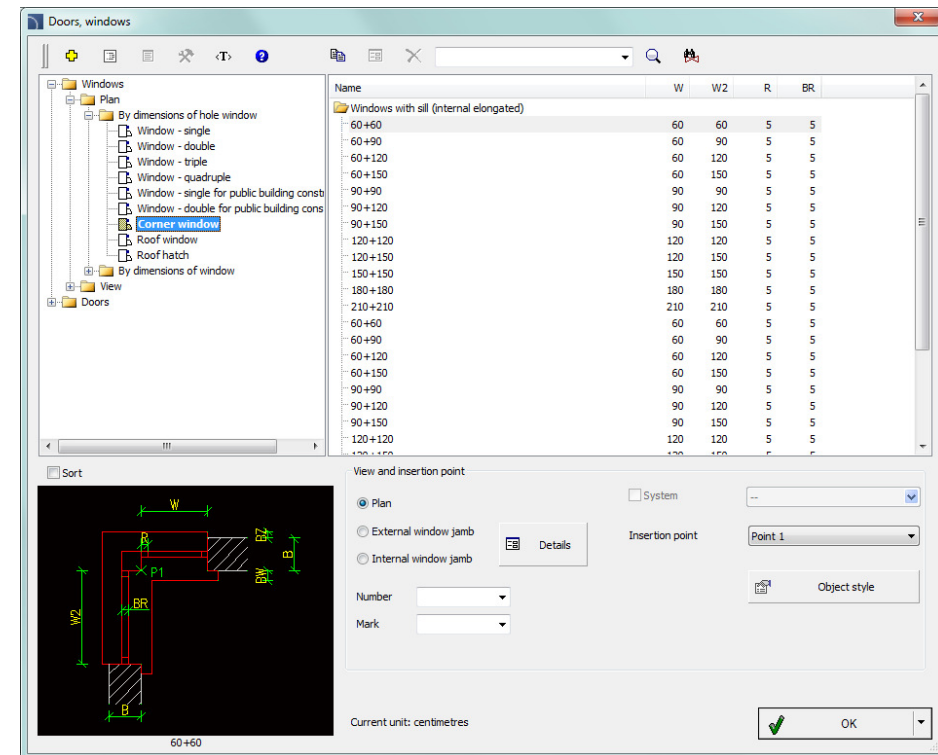 Doors, windows
‹T›
Windows
Plan
By dimensions of hole window
Window - single
Window - double
Window - triple
Window - quadruple
Window - single for public building constr
Window - double for public building cons
Corner window
Roof window
Roof hatch
By dimensions of window
View
Doors
Name W W2 R BR
Windows with sill (internal elongated)
60+60 60 60 5 5
60+90 60 90 5 5
60+120 60 120 5 5
60+150 60 150 5 5
90+90 90 90 5 5
90+120 90 120 5 5
90+150 90 150 5 5
120+120 120 120 5 5
120+150 120 150 5 5
150+150 150 150 5 5
180+180 180 180 5 5
210+210 210 210 5 5
60+60 60 60 5 5
60+90 60 90 5 5
60+120 60 120 5 5
60+150 60 150 5 5
90+90 90 90 5 5
90+120 90 120 5 5
90+150 90 150 5 5
120+120 120 120 5 5
Sort
W
R
BZ
B
P1
BW
BR
W2
B
60+60
View and insertion point
Plan
External window jamb
Internal window jamb
Details
Number
Mark
System
--
Insertion point
Point 1
Object style
Current unit: centimetres
OK